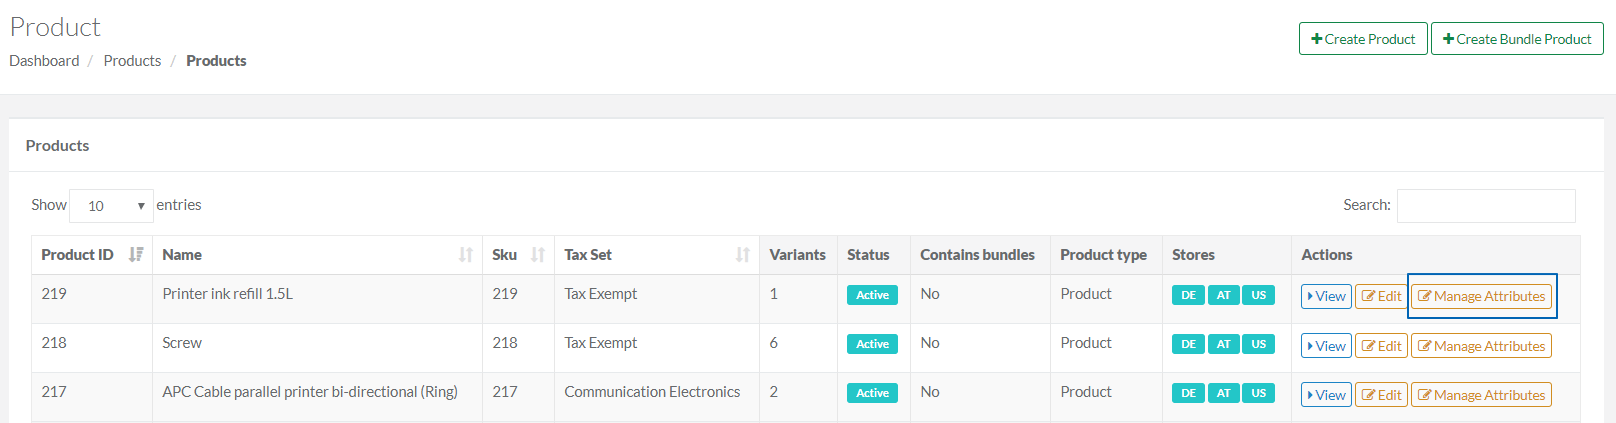 Product
Dashboard / Products / Products
Create Product Create Bundle Product
Products
Show 10 entries Search:
Product ID Name Sku Tax Set Variants Status Contains bundles Product type Stores Actions
219 Printer ink refill 1.5L 219 Tax Exempt 1 Active No Product DE AT US View Edit Manage Attributes
218 Screw 218 Tax Exempt 6 Active No Product DE AT US View Edit Manage Attributes
217 APC Cable parallel printer bi-directional (Ring) 217 Communication Electronics 2 Active No Product DE AT US View Edit Manage Attributes